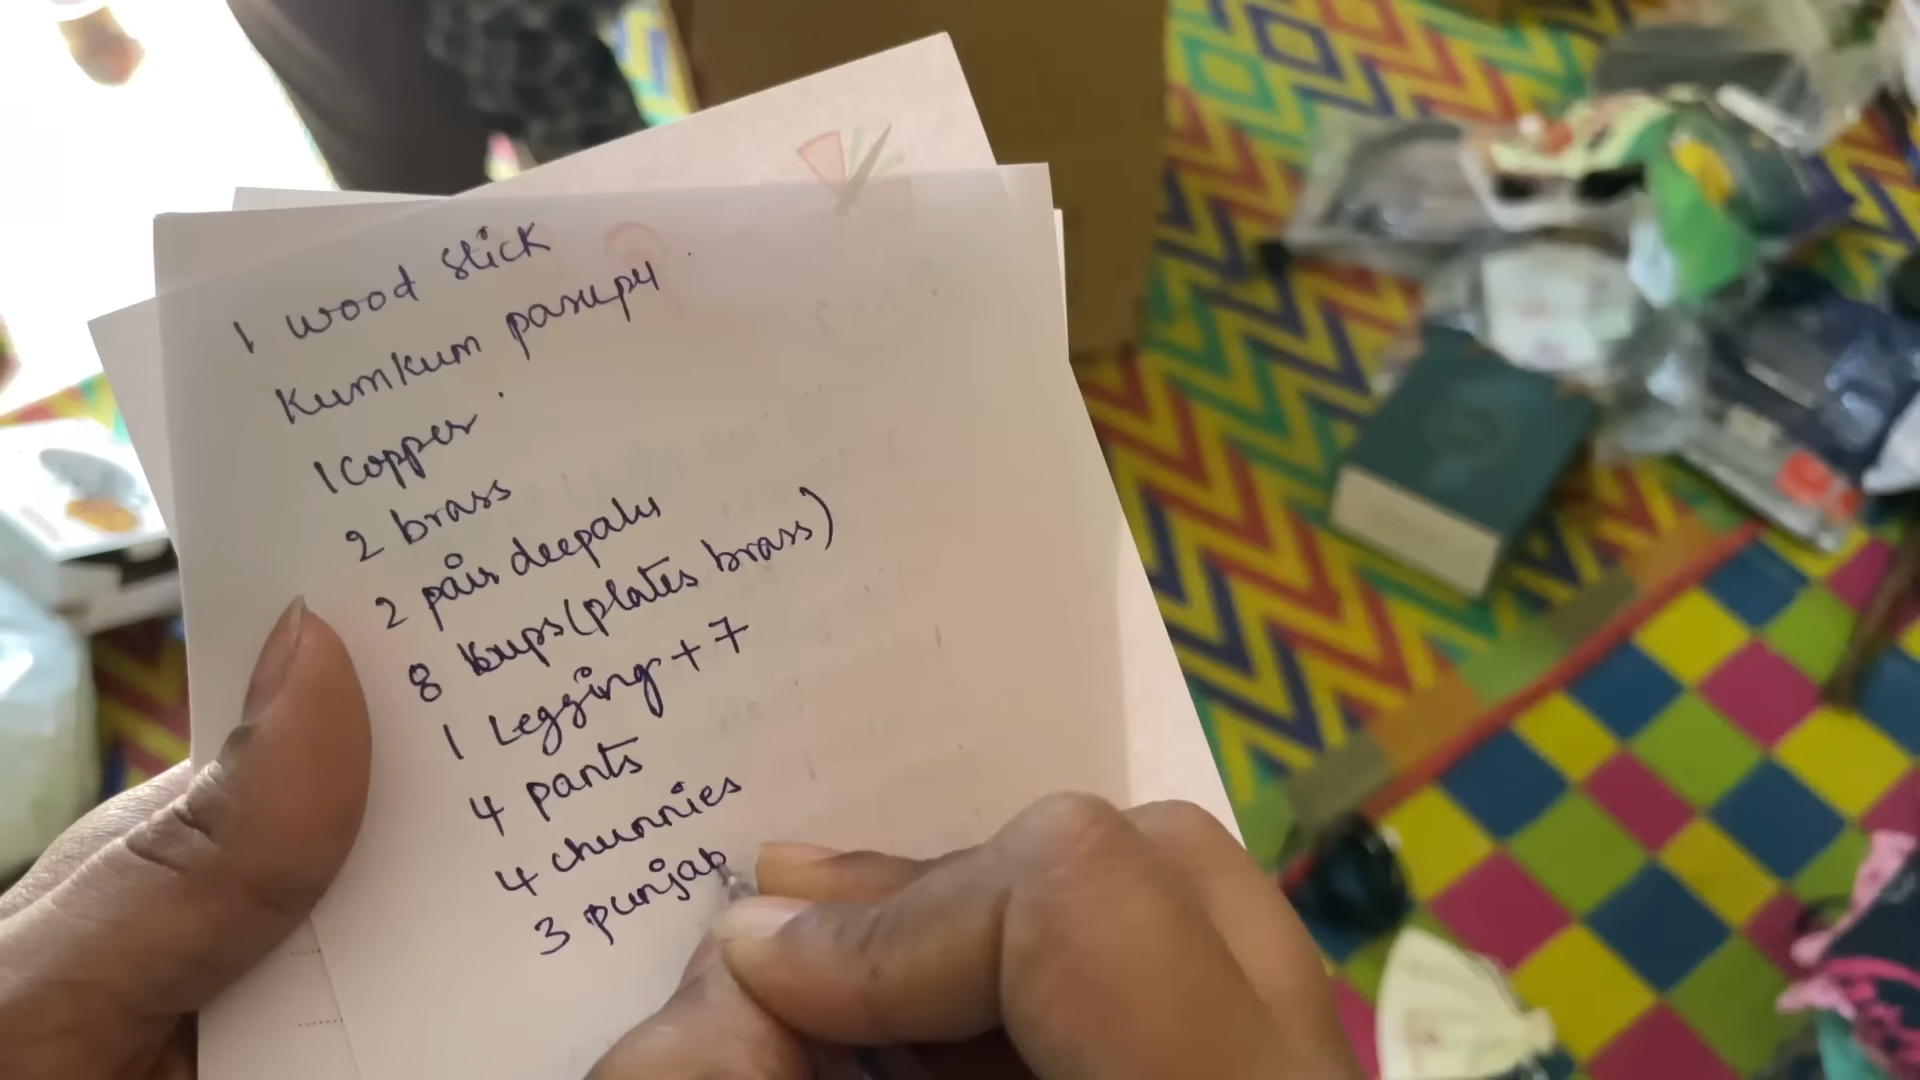 1 wood stick
Kumkum pasupu
1 Copper
2 brass
2 pair deepalu
8 kups (plates brass)
1 Legging + 7
4 pants
4 chunnies
3 punjab